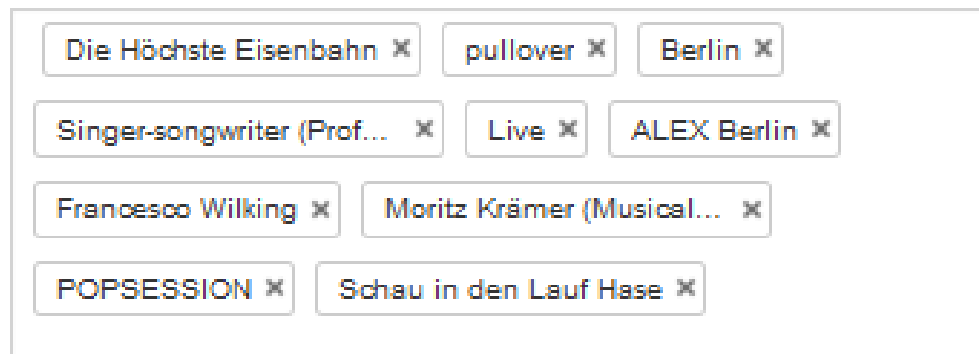 Die Höchste Eisenbahn × pullover × Berlin ×
Singer-songwriter (Prof... × Live × ALEX Berlin ×
Francesco Wilking × Moritz Krämer (Musical... ×
POPSESSION × Schau in den Lauf Hase ×